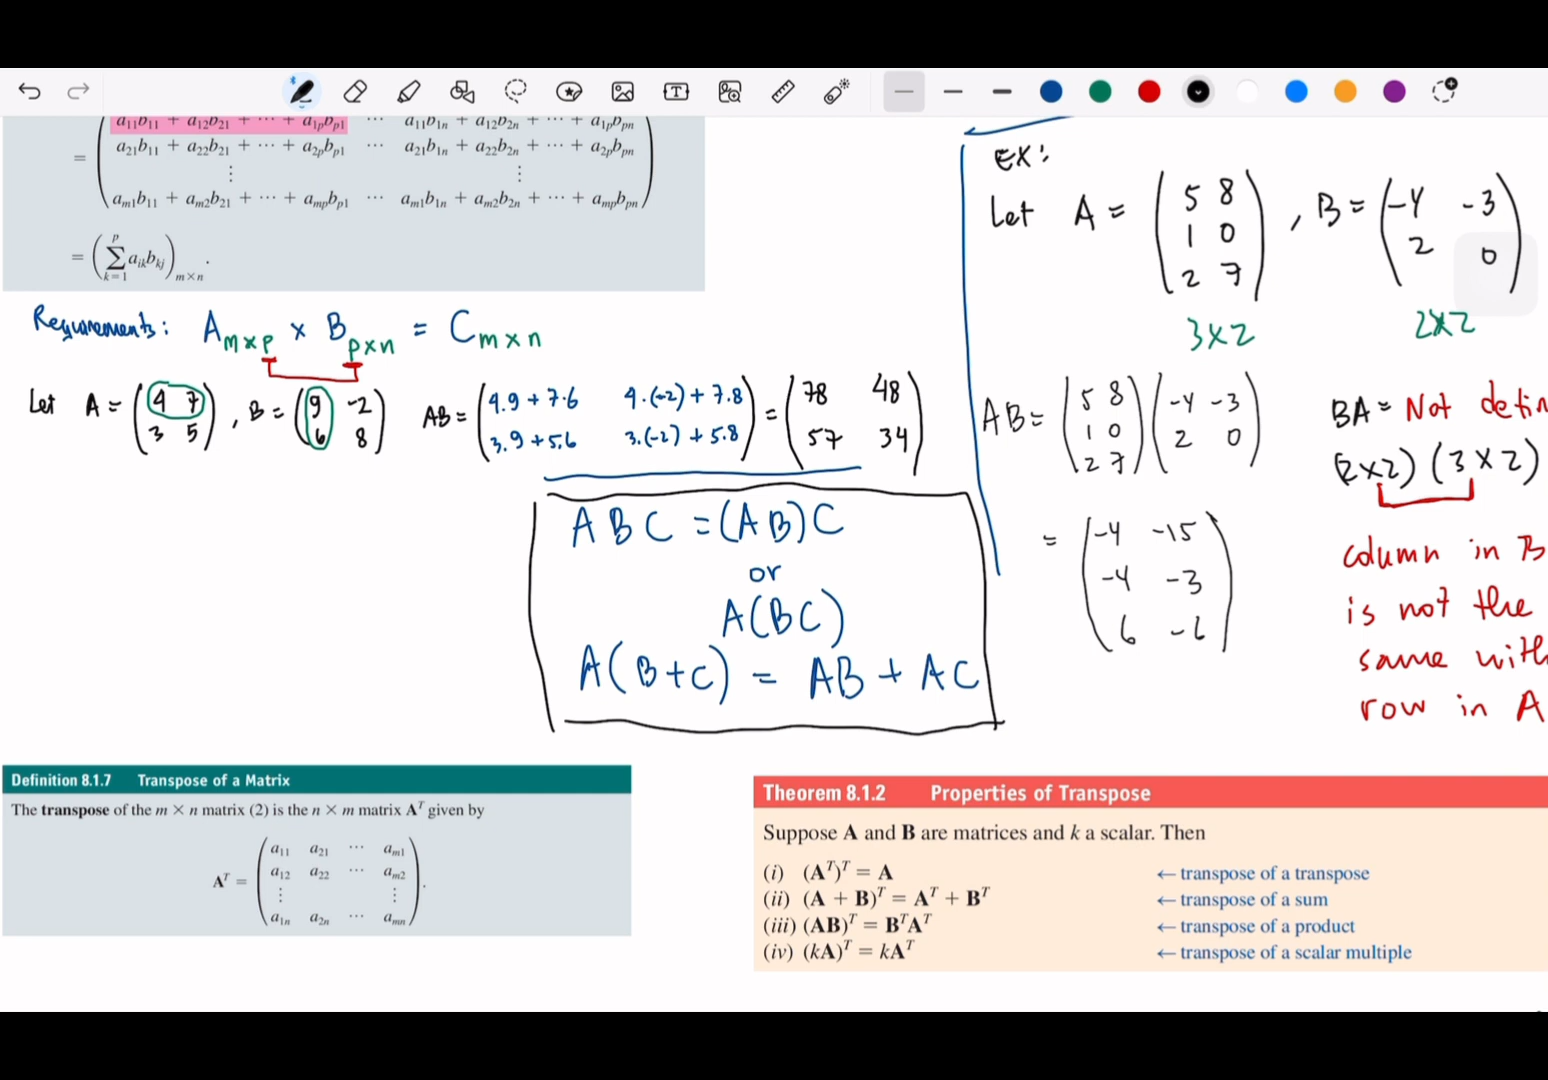 = ( a11b11 + a12b21 + ··· + a1pbp1 ··· a11b1n + a12b2n + ··· + a1pbpn
a21b11 + a22b21 + ··· + a2pbp1 ··· a21b1n + a22b2n + ··· + a2pbpn
⋮ ⋮
am1b11 + am2b21 + ··· + ampbp1 ··· am1b1n + am2b2n + ··· + ampbpn )
= ( ∑ p k=1 aikbkj ) m×n .
Requirements: A m×p × B p×n = C m×n
Let A = ( 4 7
3 5 ) , B = ( 9 -2
6 8 ) AB = ( 4.9 + 7.6 4.(-2) + 7.8
3.9 + 5.6 3.(-2) + 5.8 ) = ( 78 48
57 34 )
ABC = (AB)C
or
A(BC)
A(B+C) = AB + AC
EX:
Let A = ( 5 8
1 0
2 7 ) , B = ( -4 -3
2 0 )
3×2 2×2
AB = ( 5 8
1 0
2 7 ) ( -4 -3
2 0 )
= ( -4 -15
-4 -3
6 -6 )
BA = Not defin
(2×2) (3×2)
column in B
is not the
same with
row in A
Definition 8.1.7 Transpose of a Matrix
The transpose of the m × n matrix (2) is the n × m matrix Aᵀ given by
Aᵀ = ( a11 a21 ··· am1
a12 a22 ··· am2
⋮ ⋮
a1n a2n ··· amn ) .
Theorem 8.1.2 Properties of Transpose
Suppose A and B are matrices and k a scalar. Then
(i) (Aᵀ)ᵀ = A ← transpose of a transpose
(ii) (A + B)ᵀ = Aᵀ + Bᵀ ← transpose of a sum
(iii) (AB)ᵀ = BᵀAᵀ ← transpose of a product
(iv) (kA)ᵀ = kAᵀ ← transpose of a scalar multiple